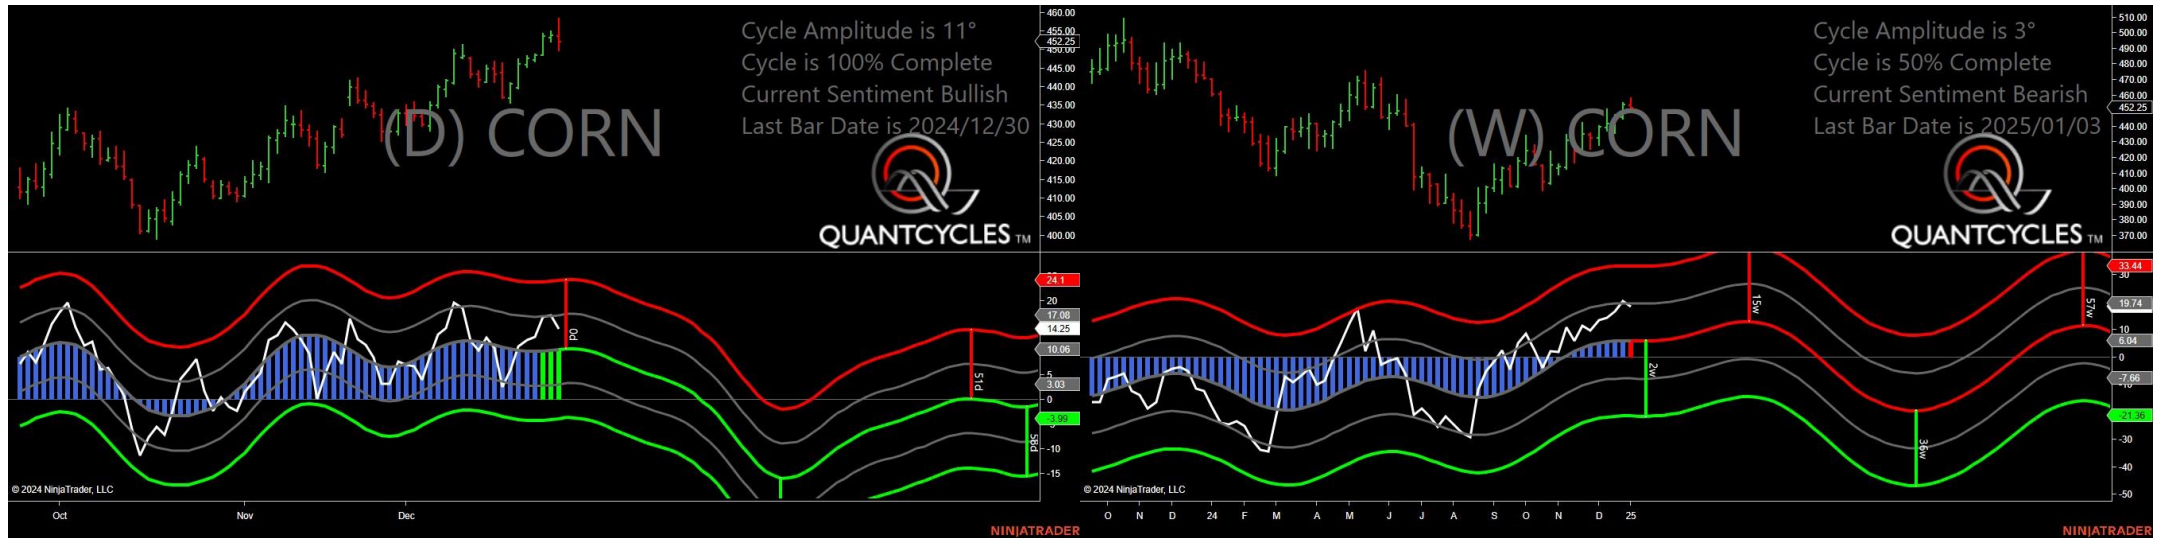 Cycle Amplitude is 11°
Cycle is 100% Complete
Current Sentiment Bullish
Last Bar Date is 2024/12/30
(D) CORN
QUANTCYCLES TM
460.00
455.00
452.25
450.00
445.00
440.00
435.00
430.00
425.00
420.00
415.00
410.00
405.00
400.00
24.1
20
17.08
14.25
10.06
5
3.03
0
-3.99
-10
-15
0d
51d
58d
© 2024 NinjaTrader, LLC
Oct Nov Dec
NINJATRADER
Cycle Amplitude is 3°
Cycle is 50% Complete
Current Sentiment Bearish
Last Bar Date is 2025/01/03
(W) CORN
QUANTCYCLES TM
510.00
500.00
490.00
480.00
470.00
460.00
452.25
440.00
430.00
420.00
410.00
400.00
390.00
380.00
370.00
33.44
30
19.74
10
6.04
0
-7.66
-21.36
-30
-40
-50
15w
57w
2w
36w
© 2024 NinjaTrader, LLC
O N D 24 F M A M J J A S O N D 25
NINJATRADER